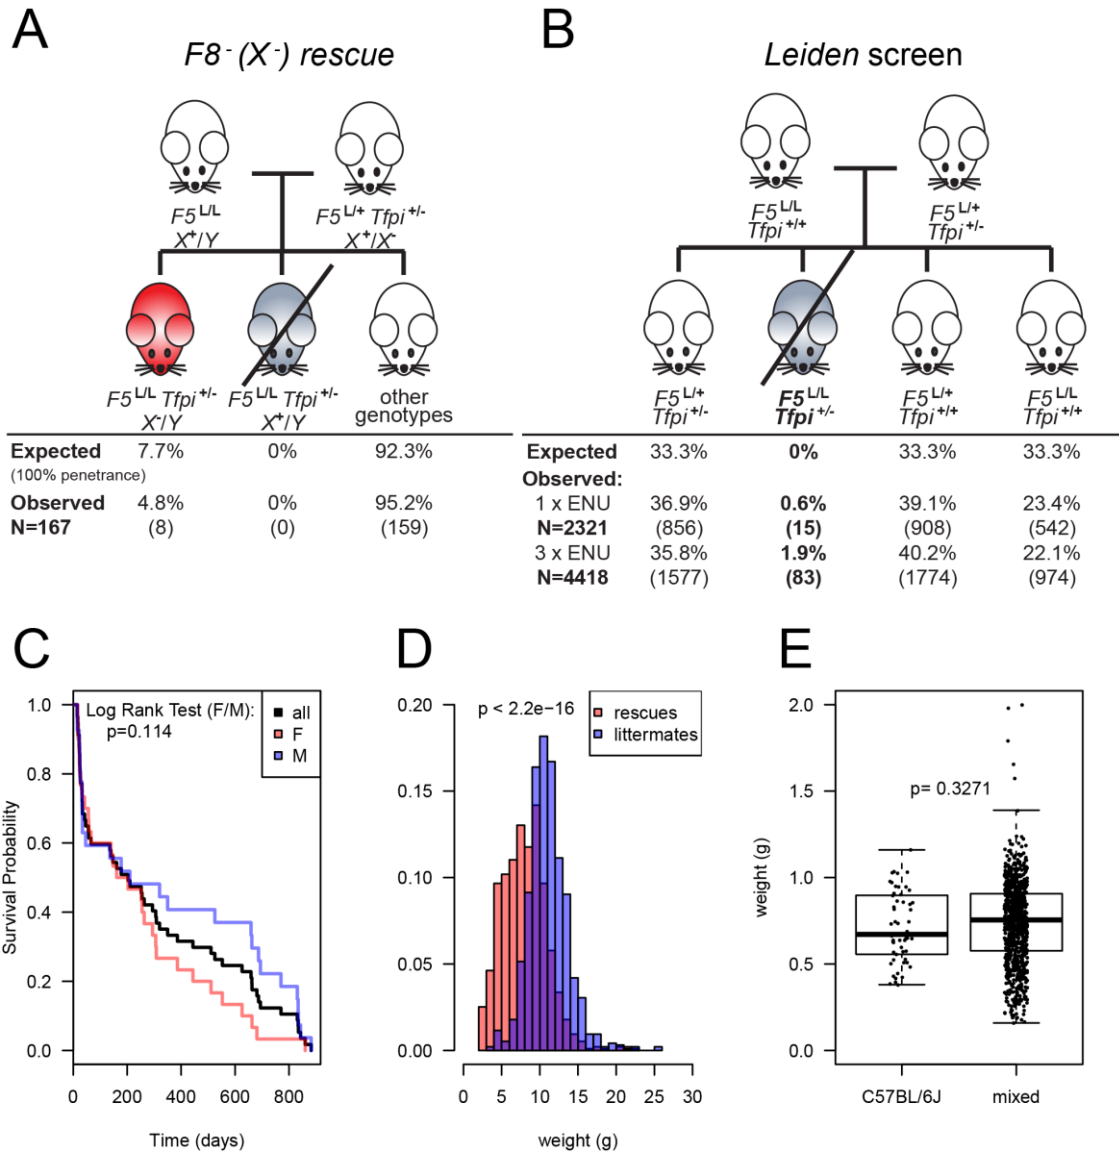 A
F8⁻ (X⁻) rescue
F5 L/L
X⁺/Y
F5 L/+ Tfpi +/-
X⁺/X⁻
F5 L/L Tfpi +/-
X⁻/Y
F5 L/L Tfpi +/-
X⁺/Y
other
genotypes
Expected 7.7% 0% 92.3%
(100% penetrance)
Observed 4.8% 0% 95.2%
N=167 (8) (0) (159)
B
Leiden screen
F5 L/L
Tfpi +/+
F5 L/+
Tfpi +/-
F5 L/+
Tfpi +/-
F5 L/L
Tfpi +/-
F5 L/+
Tfpi +/+
F5 L/L
Tfpi +/+
Expected 33.3% 0% 33.3% 33.3%
Observed:
1 x ENU 36.9% 0.6% 39.1% 23.4%
N=2321 (856) (15) (908) (542)
3 x ENU 35.8% 1.9% 40.2% 22.1%
N=4418 (1577) (83) (1774) (974)
C
Log Rank Test (F/M):
p=0.114
all
F
M
Survival Probability
1.0
0.8
0.6
0.4
0.2
0.0
0 200 400 600 800
Time (days)
D
p < 2.2e−16
rescues
littermates
0.20
0.15
0.10
0.05
0.00
0 5 10 15 20 25 30
weight (g)
E
p= 0.3271
weight (g)
2.0
1.5
1.0
0.5
0.0
C57BL/6J mixed